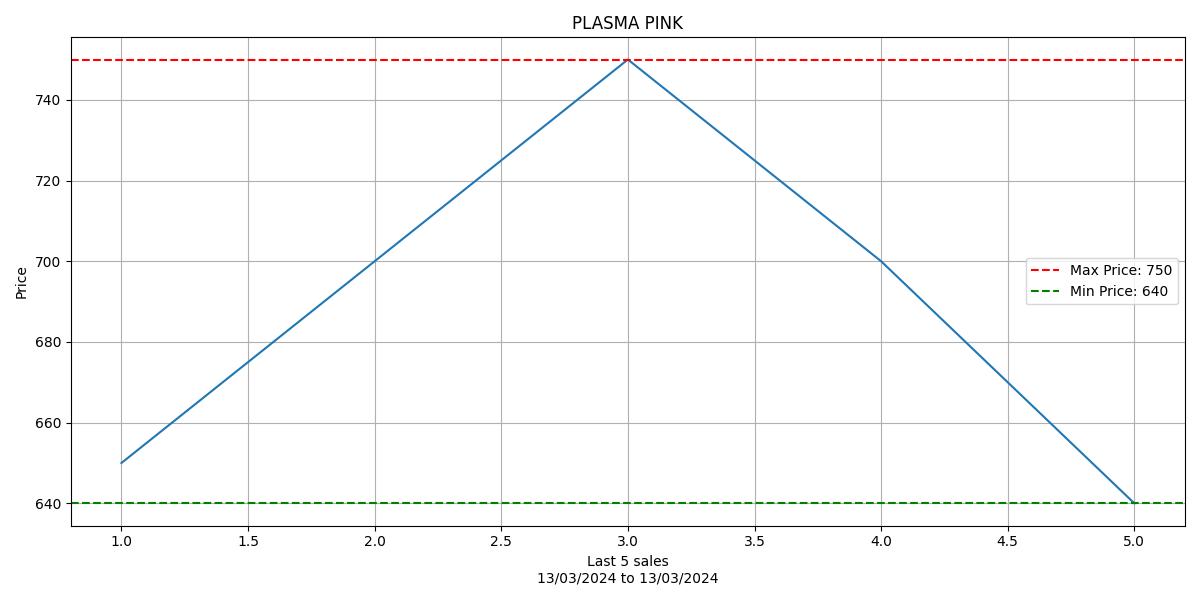 PLASMA PINK
Price
740
720
700
680
660
640
Max Price: 750
Min Price: 640
1.0 1.5 2.0 2.5 3.0 3.5 4.0 4.5 5.0
Last 5 sales
13/03/2024 to 13/03/2024